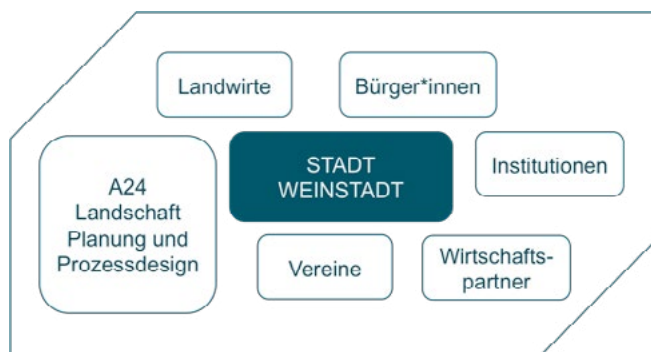 Landwirte
Bürger*innen
STADT
WEINSTADT
Institutionen
A24
Landschaft
Planung und
Prozessdesign
Vereine
Wirtschafts-
partner